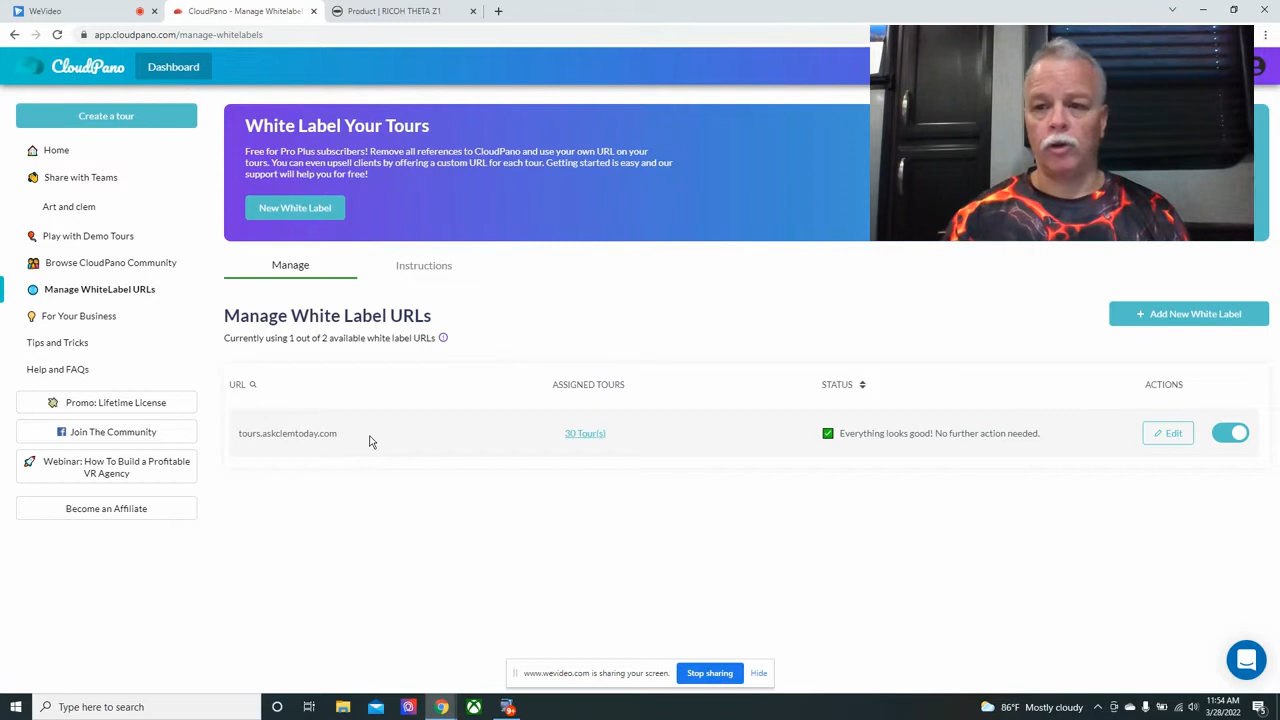 WeVideo
CloudPano - Manage Whitelabel
Product | RICOH THETA Z1
app.cloudpano.com/manage-whitelabels
CloudPano
Dashboard
Create a tour
Home
Share with Teams
Art and clem
Play with Demo Tours
Browse CloudPano Community
Manage WhiteLabel URLs
For Your Business
Tips and Tricks
Help and FAQs
Promo: Lifetime License
Join The Community
Webinar: How To Build a Profitable
VR Agency
Become an Affiliate
White Label Your Tours
Free for Pro Plus subscribers! Remove all references to CloudPano and use your own URL on your
tours. You can even upsell clients by offering a custom URL for each tour. Getting started is easy and our
support will help you for free!
New White Label
Manage
Instructions
Manage White Label URLs
+ Add New White Label
Currently using 1 out of 2 available white label URLs
URL
ASSIGNED TOURS
STATUS
ACTIONS
tours.askclemtoday.com
30 Tour(s)
Everything looks good! No further action needed.
Edit
www.wevideo.com is sharing your screen.
Stop sharing
Hide
Type here to search
86°F Mostly cloudy
11:54 AM
3/28/2022